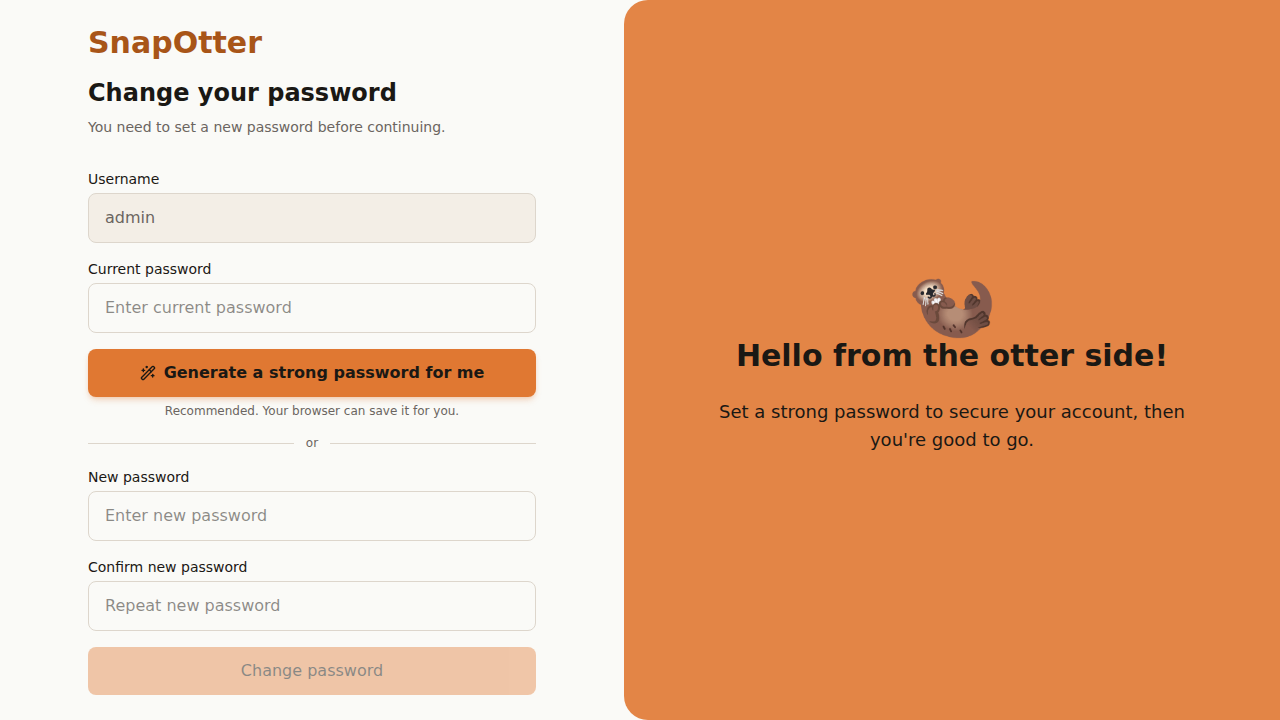 SnapOtter
Change your password
You need to set a new password before continuing.
Username
admin
Current password
Enter current password
Generate a strong password for me
Recommended. Your browser can save it for you.
or
New password
Enter new password
Confirm new password
Repeat new password
Change password
Hello from the otter side!
Set a strong password to secure your account, then
you're good to go.